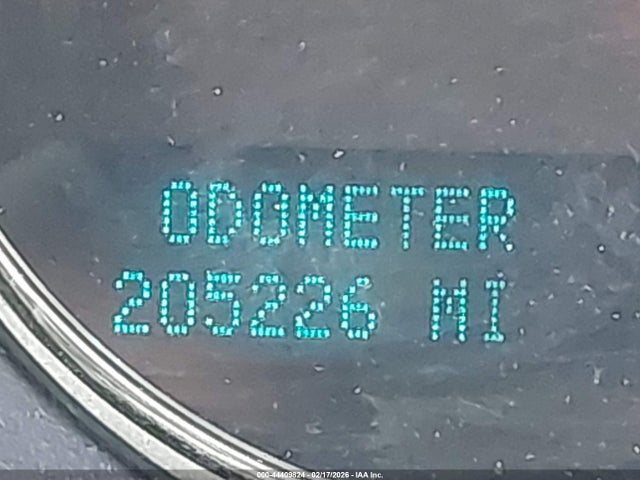 ODOMETER
205226 MI
000-44409824 - 02/17/2026 - IAA Inc.